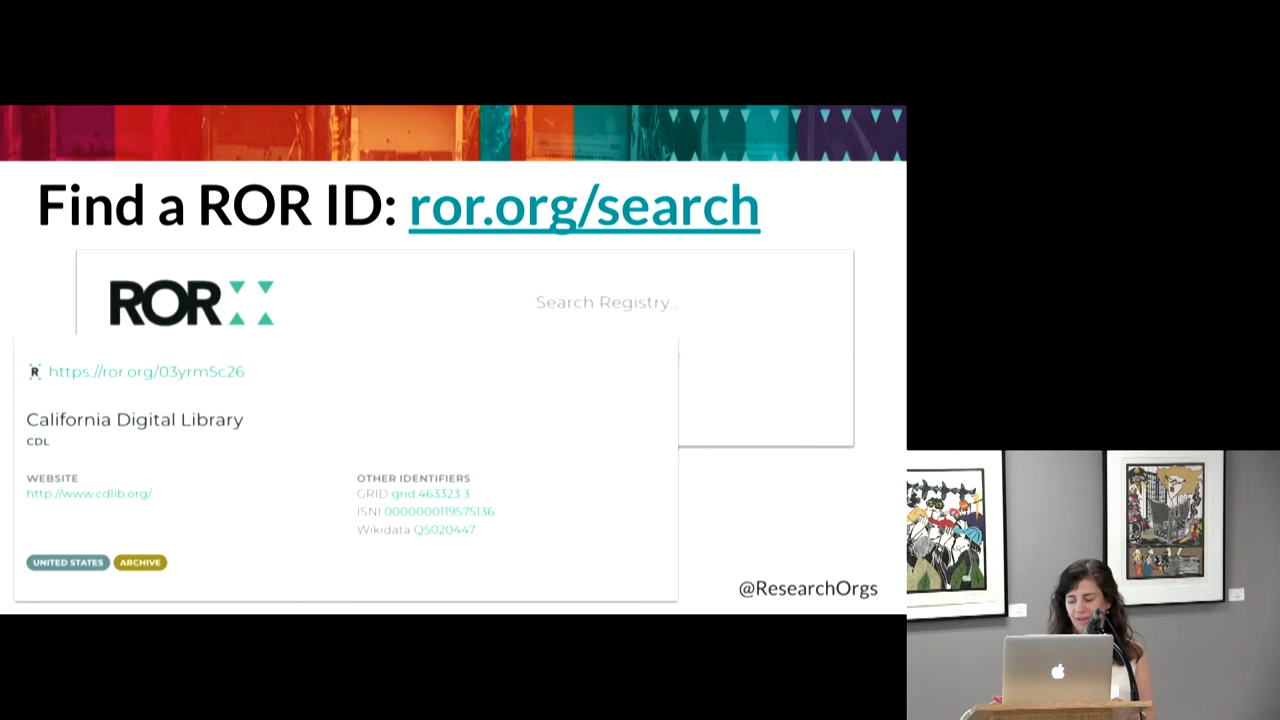 Find a ROR ID: ror.org/search
ROR
Search Registry...
R https://ror.org/03yrm5c26
California Digital Library
CDL
WEBSITE
http://www.cdlib.org/
OTHER IDENTIFIERS
GRID grid.463323.3
ISNI 0000000119575136
Wikidata Q5020447
UNITED STATES
ARCHIVE
@ResearchOrgs